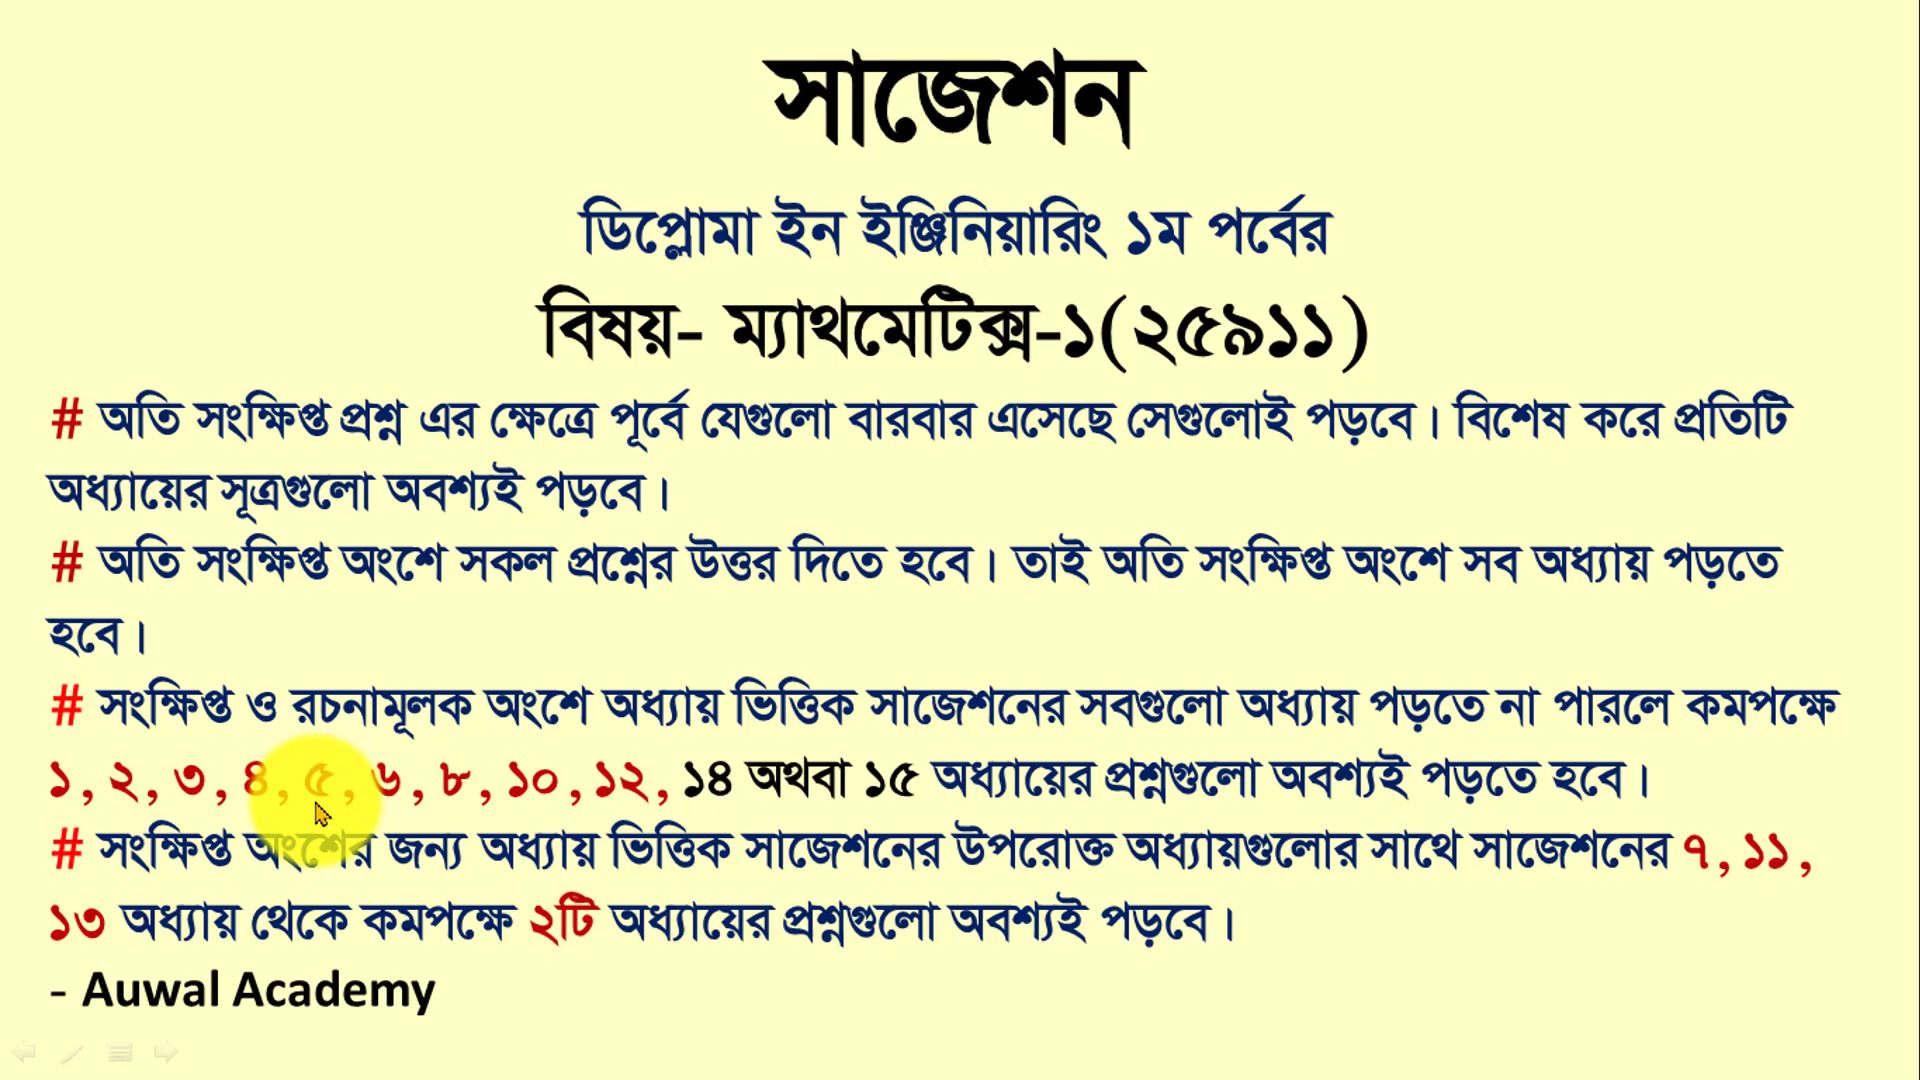 সাজেশন
ডিপ্লোমা ইন ইঞ্জিনিয়ারিং ১ম পর্বের
বিষয়- ম্যাথমেটিক্স-১(২৫৯১১)
# অতি সংক্ষিপ্ত প্রশ্ন এর ক্ষেত্রে পূর্বে যেগুলো বারবার এসেছে সেগুলোই পড়বে। বিশেষ করে প্রতিটি
অধ্যায়ের সূত্রগুলো অবশ্যই পড়বে।
# অতি সংক্ষিপ্ত অংশে সকল প্রশ্নের উত্তর দিতে হবে। তাই অতি সংক্ষিপ্ত অংশে সব অধ্যায় পড়তে
হবে।
# সংক্ষিপ্ত ও রচনামূলক অংশে অধ্যায় ভিত্তিক সাজেশনের সবগুলো অধ্যায় পড়তে না পারলে কমপক্ষে
১, ২, ৩, ৪, ৫, ৬, ৮, ১০, ১২, ১৪ অথবা ১৫ অধ্যায়ের প্রশ্নগুলো অবশ্যই পড়তে হবে।
# সংক্ষিপ্ত অংশের জন্য অধ্যায় ভিত্তিক সাজেশনের উপরোক্ত অধ্যায়গুলোর সাথে সাজেশনের ৭, ১১,
১৩ অধ্যায় থেকে কমপক্ষে ২টি অধ্যায়ের প্রশ্নগুলো অবশ্যই পড়বে।
- Auwal Academy